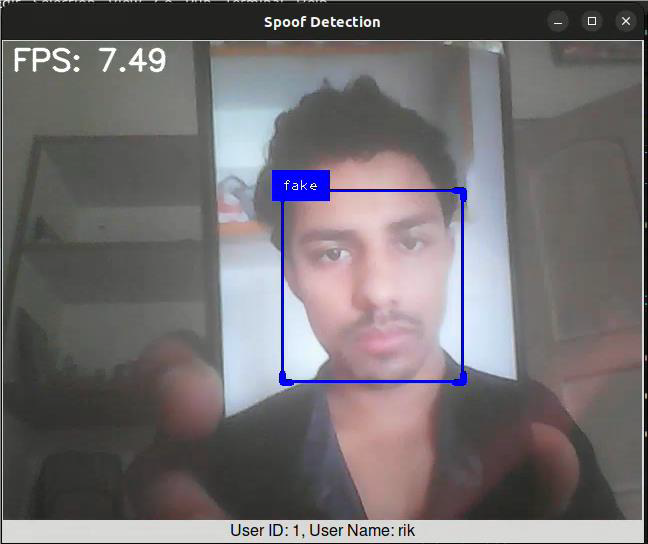 Spoof Detection
FPS: 7.49
fake
User ID: 1, User Name: rik